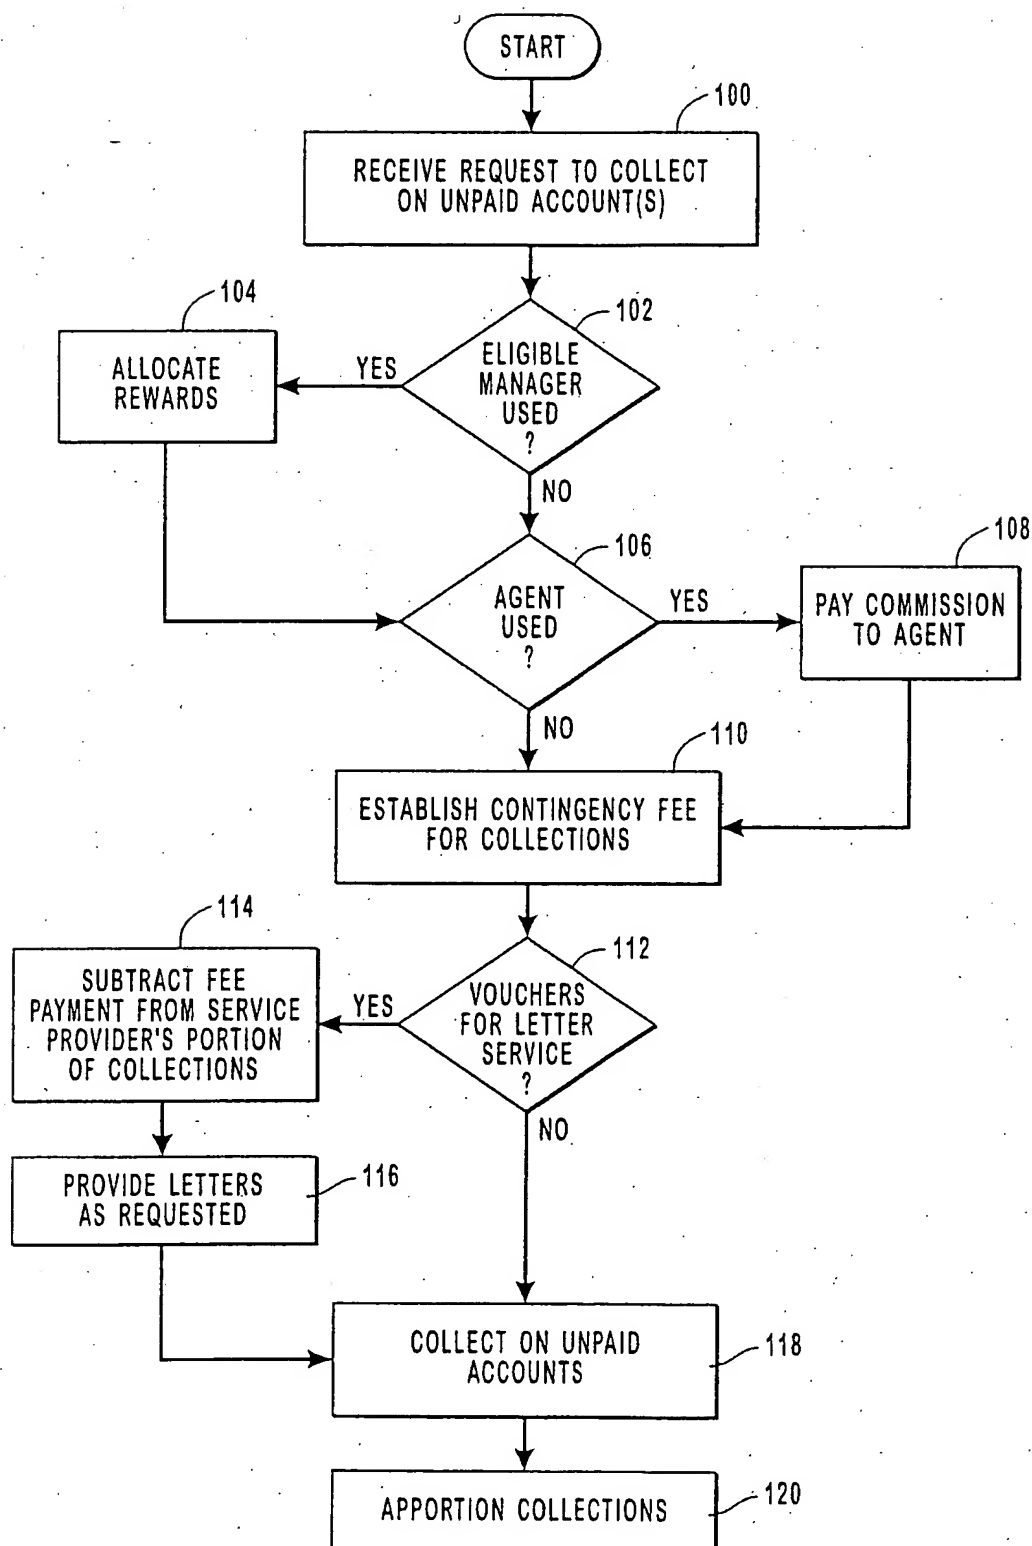 START
100
RECEIVE REQUEST TO COLLECT
ON UNPAID ACCOUNT(S)
104
102
ALLOCATE
REWARDS
YES
ELIGIBLE
MANAGER
USED
?
NO
106
108
AGENT
USED
?
YES
PAY COMMISSION
TO AGENT
NO
110
ESTABLISH CONTINGENCY FEE
FOR COLLECTIONS
114
112
SUBTRACT FEE
PAYMENT FROM SERVICE
PROVIDER'S PORTION
OF COLLECTIONS
YES
VOUCHERS
FOR LETTER
SERVICE
?
NO
PROVIDE LETTERS
AS REQUESTED
116
COLLECT ON UNPAID
ACCOUNTS
118
APPORTION COLLECTIONS
120